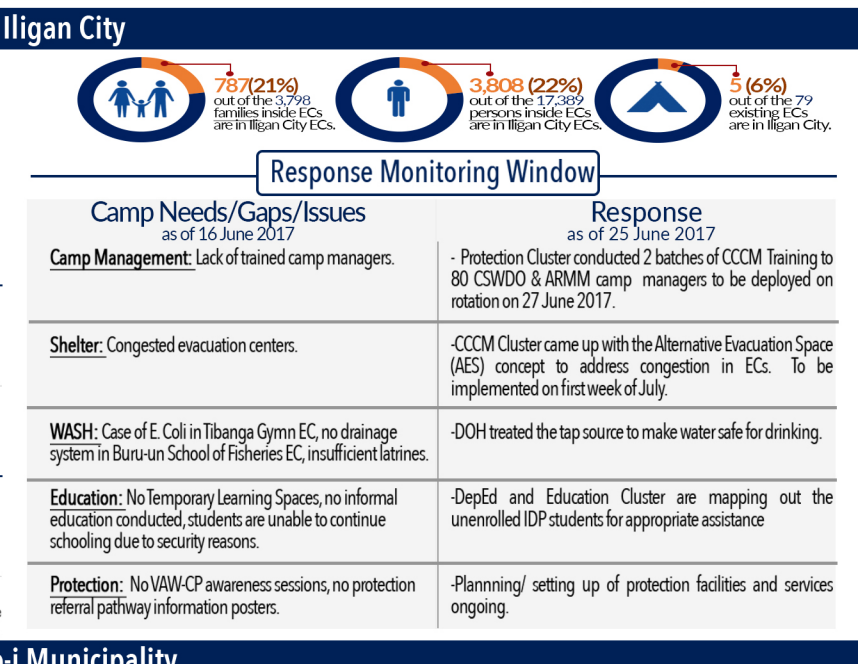 Iligan City
787(21%)
out of the 3,798
families inside ECs
are in Iligan City ECs.
3,808 (22%)
out of the 17,389
persons inside ECs
are in Iligan City ECs.
5 (6%)
out of the 79
existing ECs
are in Iligan City.
Response Monitoring Window
Camp Needs/Gaps/Issues
as of 16 June 2017
Response
as of 25 June 2017
Camp Management: Lack of trained camp managers.
- Protection Cluster conducted 2 batches of CCCM Training to
80 CSWDO & ARMM camp managers to be deployed on
rotation on 27 June 2017.
Shelter: Congested evacuation centers.
-CCCM Cluster came up with the Alternative Evacuation Space
(AES) concept to address congestion in ECs. To be
implemented on first week of July.
WASH: Case of E. Coli in Tibanga Gymn EC, no drainage
system in Buru-un School of Fisheries EC, insufficient latrines.
-DOH treated the tap source to make water safe for drinking.
Education: No Temporary Learning Spaces, no informal
education conducted, students are unable to continue
schooling due to security reasons.
-DepEd and Education Cluster are mapping out the
unenrolled IDP students for appropriate assistance
Protection: No VAW-CP awareness sessions, no protection
referral pathway information posters.
-Plannning/ setting up of protection facilities and services
ongoing.
Municipality